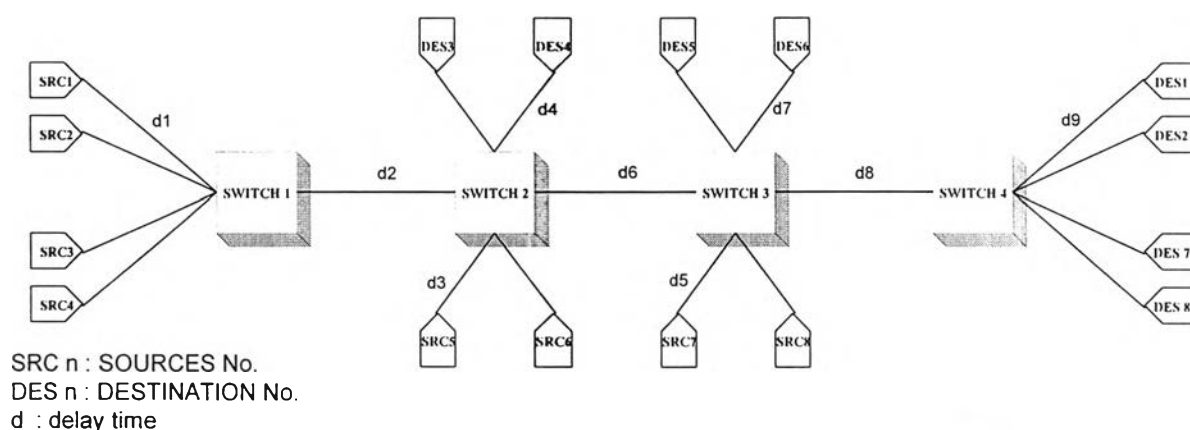 DES3 DES4 DES5 DES6
SRC1 DES1
d1 d4 d7 d9
SRC2 DES2
SWITCH 1 d2 SWITCH 2 d6 SWITCH 3 d8 SWITCH 4
SRC3 DES 7
d3 d5
SRC4 DES 8
SRC5 SRC6 SRC7 SRC8
SRC n : SOURCES No.
DES n : DESTINATION No.
d : delay time